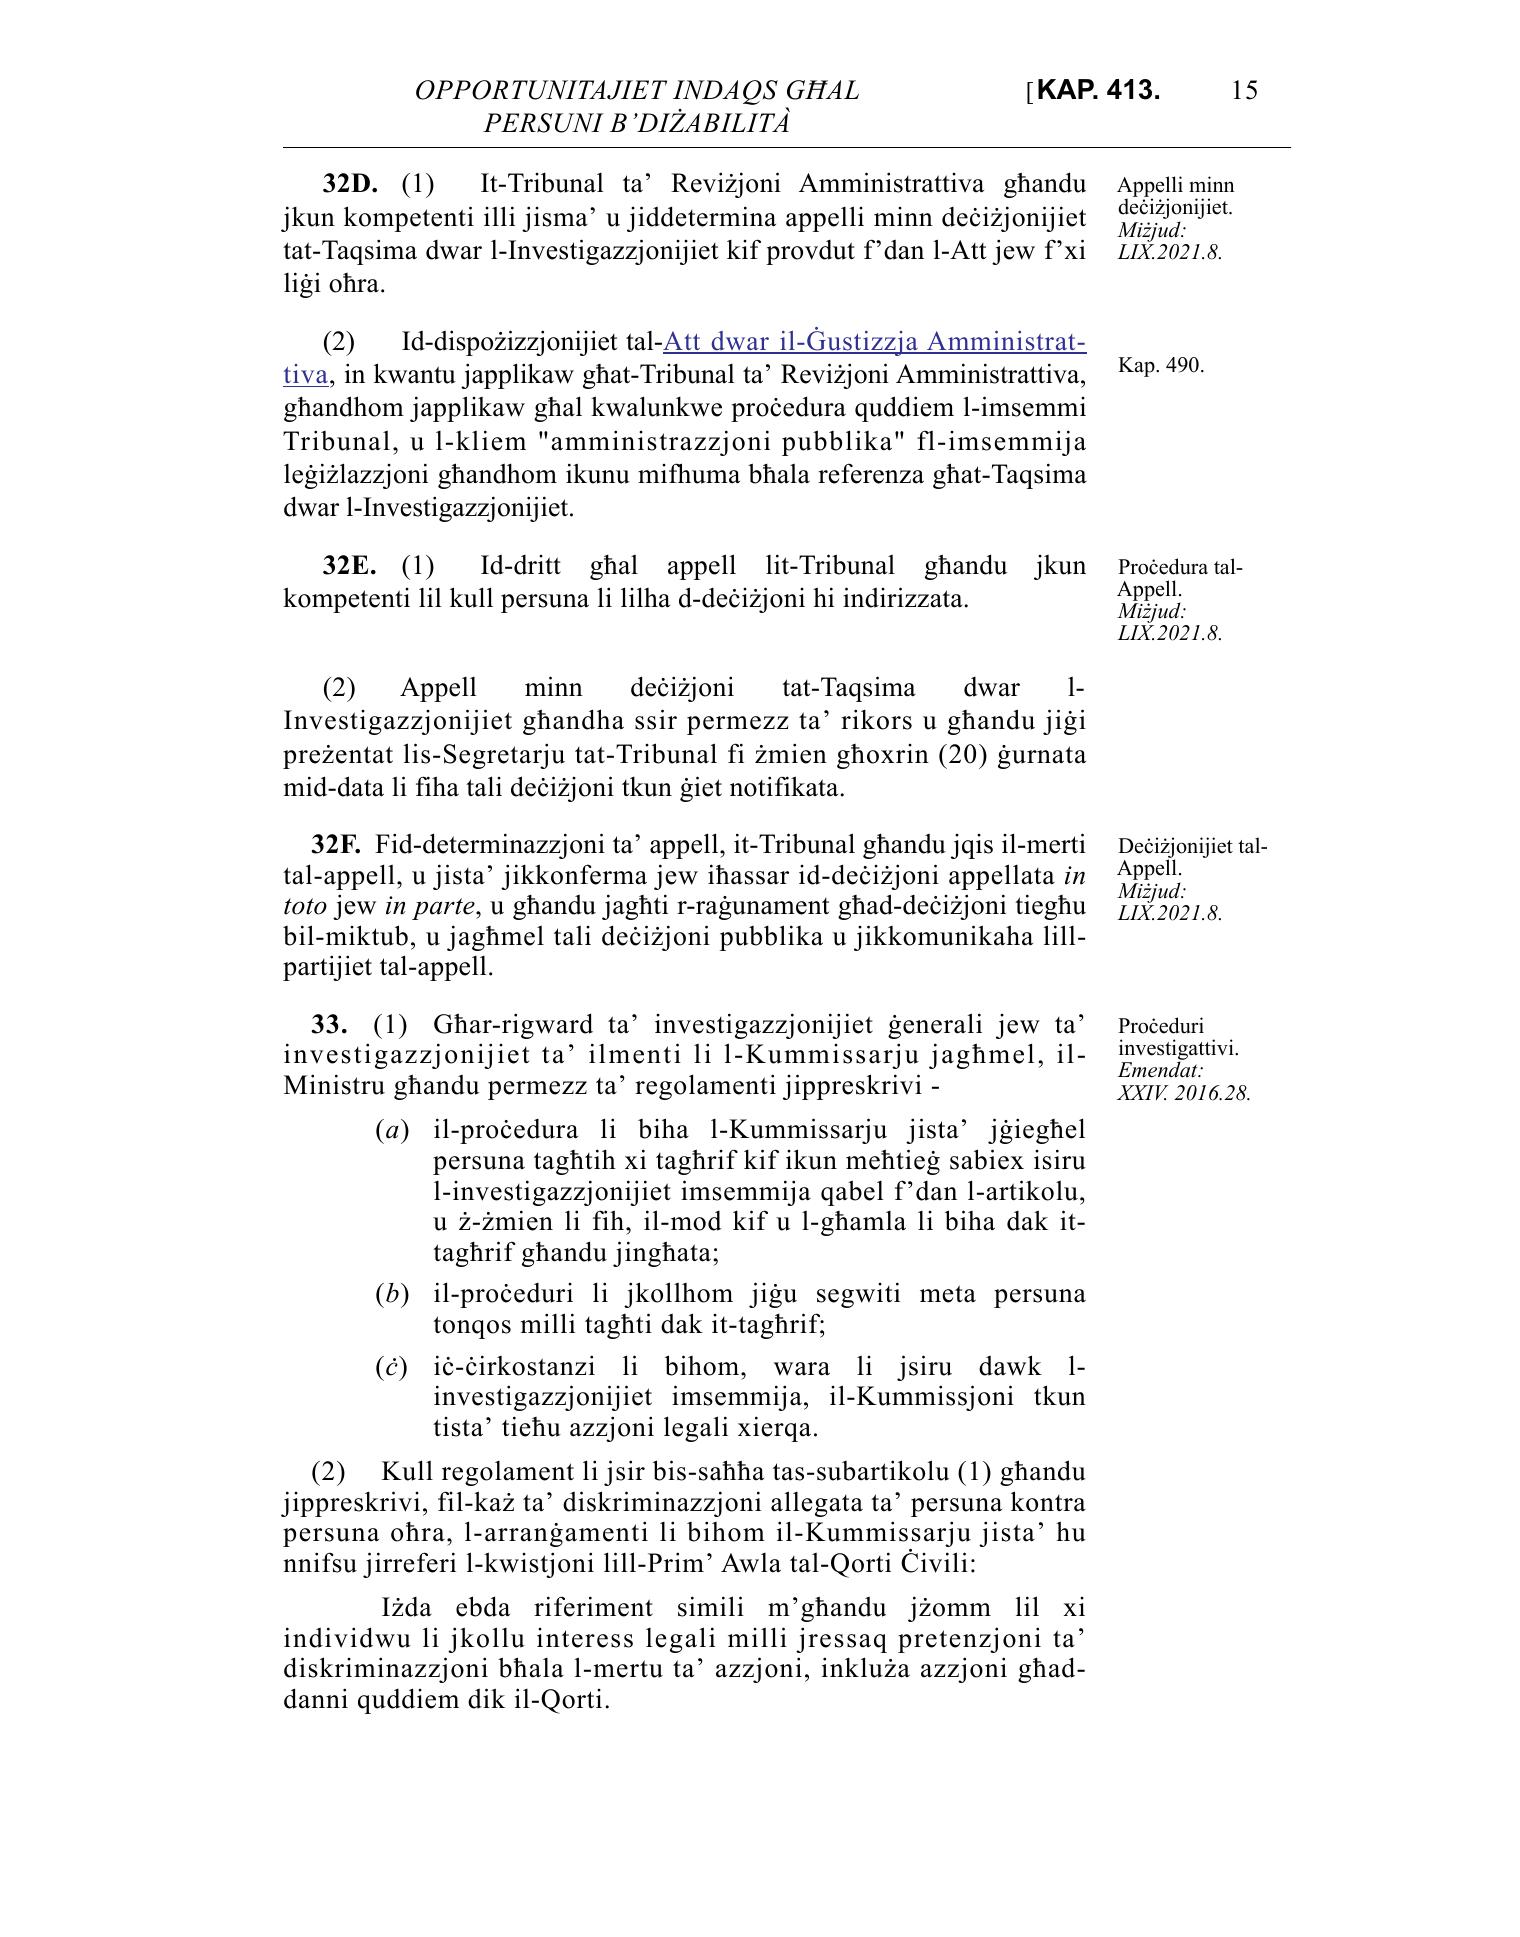 OPPORTUNITAJIET INDAQS GĦAL
PERSUNI B’DIŻABILITÀ
[KAP. 413.
15
32D. (1) It-Tribunal ta’ Reviżjoni Amministrattiva għandu
jkun kompetenti illi jisma’ u jiddetermina appelli minn deċiżjonijiet
tat-Taqsima dwar l-Investigazzjonijiet kif provdut f’dan l-Att jew f’xi
liġi oħra.
Appelli minn
deċiżjonijiet.
Miżjud:
LIX.2021.8.
(2) Id-dispożizzjonijiet tal-Att dwar il-Ġustizzja Amministrat-
tiva, in kwantu japplikaw għat-Tribunal ta’ Reviżjoni Amministrattiva,
għandhom japplikaw għal kwalunkwe proċedura quddiem l-imsemmi
Tribunal, u l-kliem "amministrazzjoni pubblika" fl-imsemmija
leġiżlazzjoni għandhom ikunu mifhuma bħala referenza għat-Taqsima
dwar l-Investigazzjonijiet.
Kap. 490.
32E. (1) Id-dritt għal appell lit-Tribunal għandu jkun
kompetenti lil kull persuna li lilha d-deċiżjoni hi indirizzata.
Proċedura tal-
Appell.
Miżjud:
LIX.2021.8.
(2) Appell minn deċiżjoni tat-Taqsima dwar l-
Investigazzjonijiet għandha ssir permezz ta’ rikors u għandu jiġi
preżentat lis-Segretarju tat-Tribunal fi żmien għoxrin (20) ġurnata
mid-data li fiha tali deċiżjoni tkun ġiet notifikata.
32F. Fid-determinazzjoni ta’ appell, it-Tribunal għandu jqis il-merti
tal-appell, u jista’ jikkonferma jew iħassar id-deċiżjoni appellata in
toto jew in parte, u għandu jagħti r-raġunament għad-deċiżjoni tiegħu
bil-miktub, u jagħmel tali deċiżjoni pubblika u jikkomunikaha lill-
partijiet tal-appell.
Deċiżjonijiet tal-
Appell.
Miżjud:
LIX.2021.8.
33. (1) Għar-rigward ta’ investigazzjonijiet ġenerali jew ta’
investigazzjonijiet ta’ ilmenti li l-Kummissarju jagħmel, il-
Ministru għandu permezz ta’ regolamenti jippreskrivi -
Proċeduri
investigattivi.
Emendat:
XXIV. 2016.28.
(a) il-proċedura li biha l-Kummissarju jista’ jġiegħel
persuna tagħtih xi tagħrif kif ikun meħtieġ sabiex isiru
l-investigazzjonijiet imsemmija qabel f’dan l-artikolu,
u ż-żmien li fih, il-mod kif u l-għamla li biha dak it-
tagħrif għandu jingħata;
(b) il-proċeduri li jkollhom jiġu segwiti meta persuna
tonqos milli tagħti dak it-tagħrif;
(ċ) iċ-ċirkostanzi li bihom, wara li jsiru dawk l-
investigazzjonijiet imsemmija, il-Kummissjoni tkun
tista’ tieħu azzjoni legali xierqa.
(2) Kull regolament li jsir bis-saħħa tas-subartikolu (1) għandu
jippreskrivi, fil-każ ta’ diskriminazzjoni allegata ta’ persuna kontra
persuna oħra, l-arranġamenti li bihom il-Kummissarju jista’ hu
nnifsu jirreferi l-kwistjoni lill-Prim’ Awla tal-Qorti Ċivili:
Iżda ebda riferiment simili m’għandu jżomm lil xi
individwu li jkollu interess legali milli jressaq pretenzjoni ta’
diskriminazzjoni bħala l-mertu ta’ azzjoni, inkluża azzjoni għad-
danni quddiem dik il-Qorti.